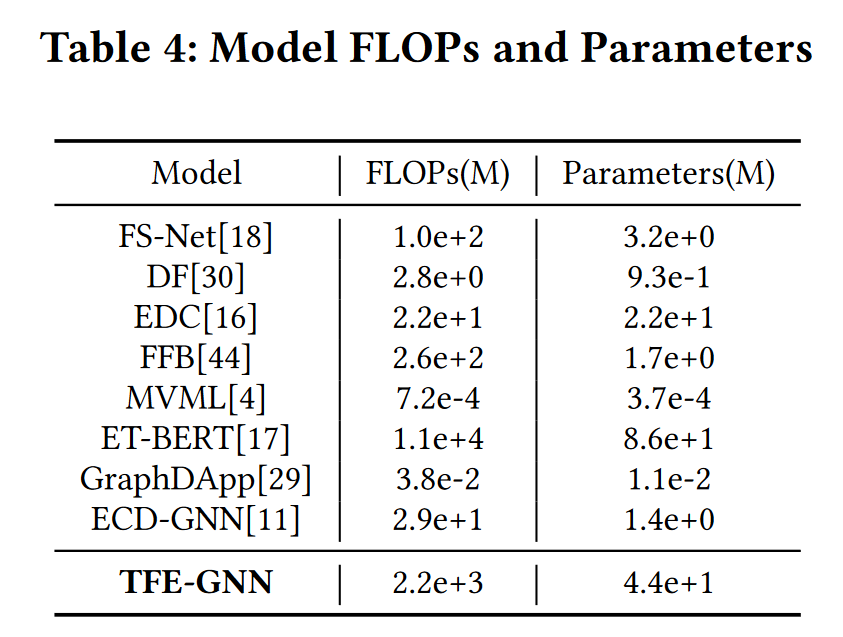 Table 4: Model FLOPs and Parameters
Model FLOPs(M) Parameters(M)
FS-Net[18] 1.0e+2 3.2e+0
DF[30] 2.8e+0 9.3e-1
EDC[16] 2.2e+1 2.2e+1
FFB[44] 2.6e+2 1.7e+0
MVML[4] 7.2e-4 3.7e-4
ET-BERT[17] 1.1e+4 8.6e+1
GraphDApp[29] 3.8e-2 1.1e-2
ECD-GNN[11] 2.9e+1 1.4e+0
TFE-GNN 2.2e+3 4.4e+1